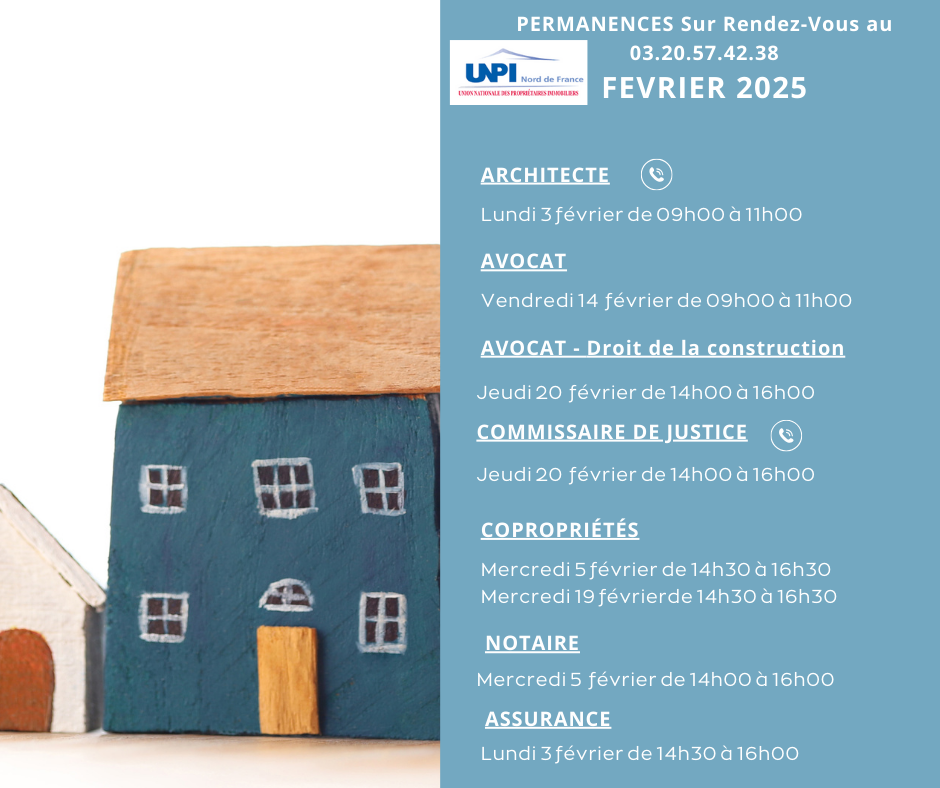 PERMANENCES Sur Rendez-Vous au
03.20.57.42.38
UNPI Nord de France
UNION NATIONALE DES PROPRIÉTAIRES IMMOBILIERS
FEVRIER 2025
ARCHITECTE
Lundi 3 février de 09h00 à 11h00
AVOCAT
Vendredi 14 février de 09h00 à 11h00
AVOCAT - Droit de la construction
Jeudi 20 février de 14h00 à 16h00
COMMISSAIRE DE JUSTICE
Jeudi 20 février de 14h00 à 16h00
COPROPRIÉTÉS
Mercredi 5 février de 14h30 à 16h30
Mercredi 19 févrierde 14h30 à 16h30
NOTAIRE
Mercredi 5 février de 14h00 à 16h00
ASSURANCE
Lundi 3 février de 14h30 à 16h00